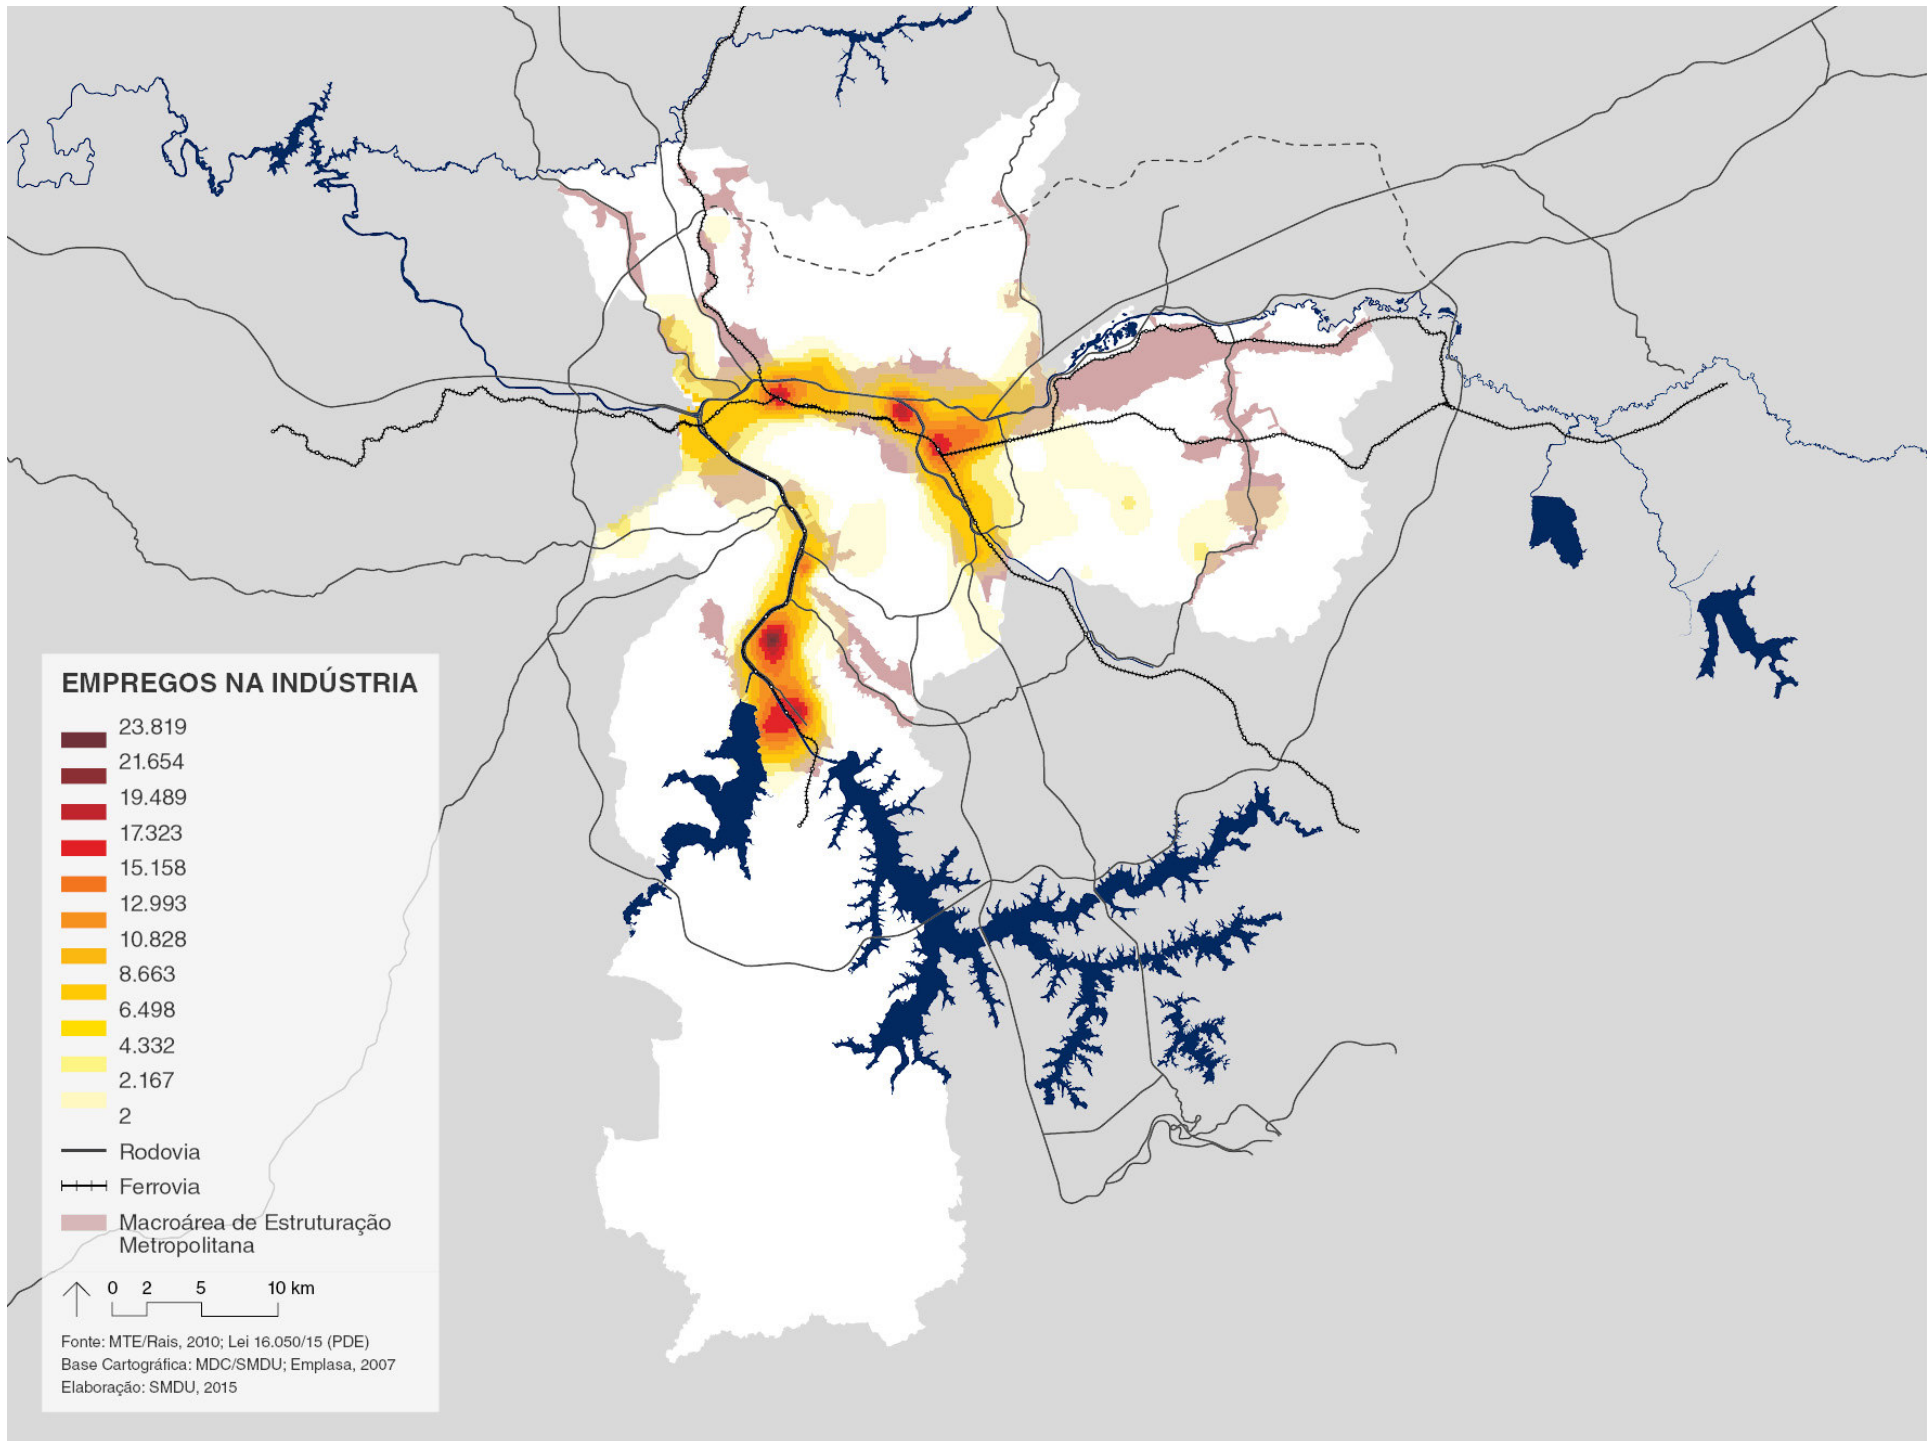 EMPREGOS NA INDÚSTRIA
23.819
21.654
19.489
17.323
15.158
12.993
10.828
8.663
6.498
4.332
2.167
2
Rodovia
Ferrovia
Macroárea de Estruturação
Metropolitana
0 2 5 10 km
Fonte: MTE/Rais, 2010; Lei 16.050/15 (PDE)
Base Cartográfica: MDC/SMDU; Emplasa, 2007
Elaboração: SMDU, 2015